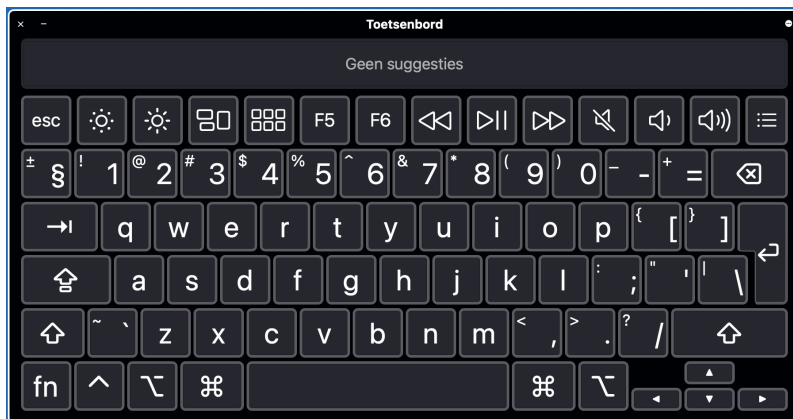 Toetsenbord
Geen suggesties
esc F5 F6
± § ! 1 @ 2 # 3 $ 4 % 5 ^ 6 & 7 * 8 ( 9 ) 0 _ - + =
q w e r t y u i o p { [ } ]
a s d f g h j k l : ; " ' | \
~ ` z x c v b n m < , > . ? /
fn ^ ⌥ ⌘ ⌘ ⌥